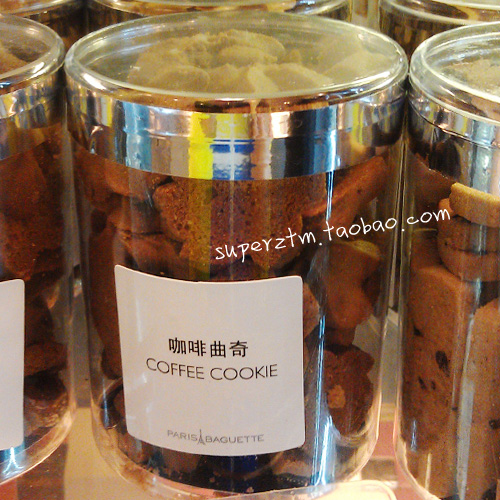 superztm.taobao.com
咖啡曲奇
COFFEE COOKIE
PARIS BAGUETTE